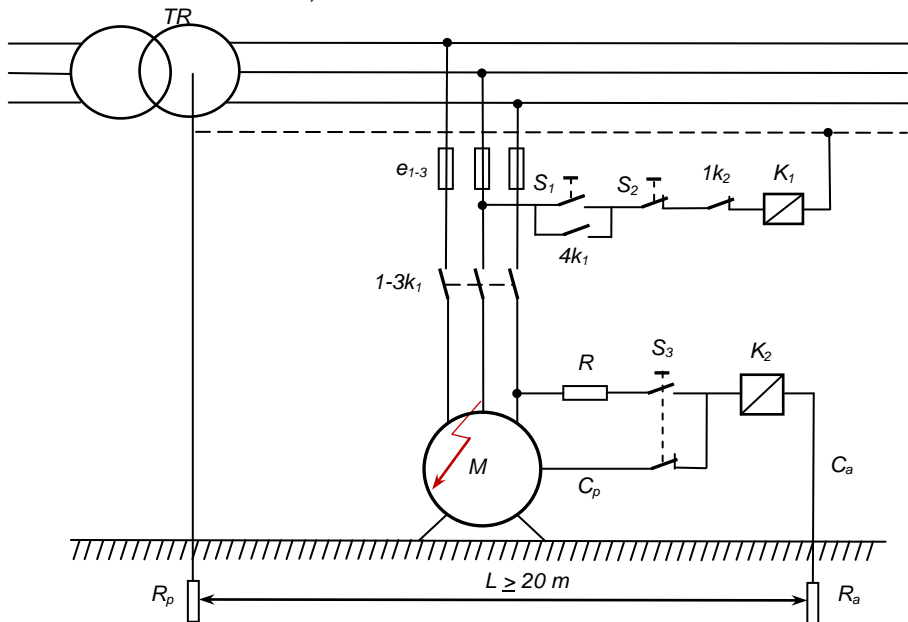 TR
e₁₋₃
S₁
S₂
1k₂
K₁
4k₁
1-3k₁
R
S₃
K₂
M
Cₚ
Cₐ
L ≥ 20 m
Rₚ
Rₐ